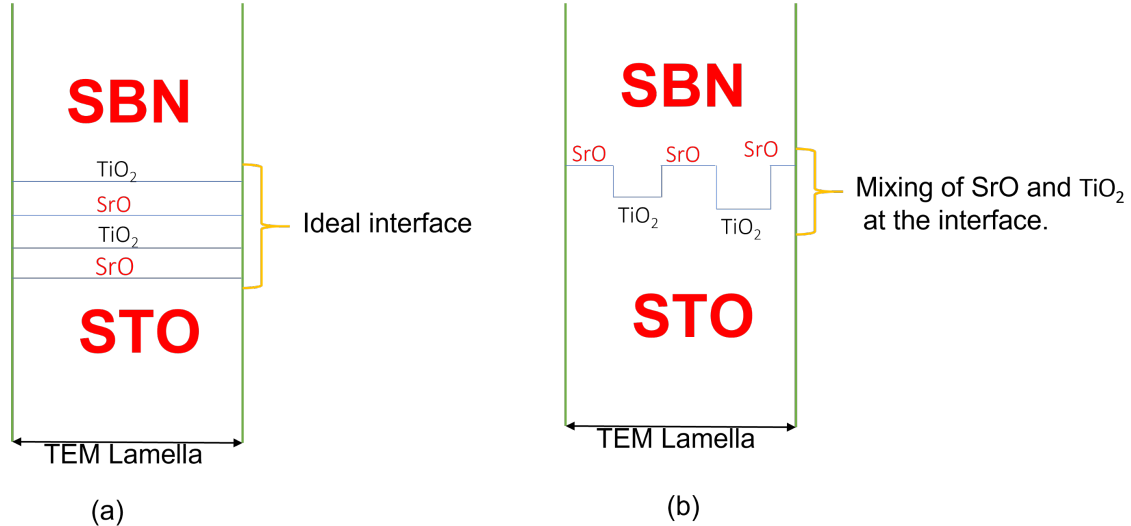 SBN
TiO₂
SrO
TiO₂
SrO
Ideal interface
STO
TEM Lamella
(a)
SBN
SrO SrO SrO
TiO₂ TiO₂
Mixing of SrO and TiO₂
at the interface.
STO
TEM Lamella
(b)